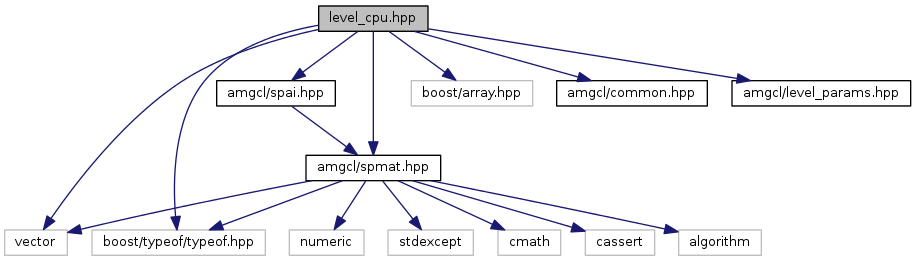 level_cpu.hpp
amgcl/spai.hpp
boost/array.hpp
amgcl/common.hpp
amgcl/level_params.hpp
amgcl/spmat.hpp
vector
boost/typeof/typeof.hpp
numeric
stdexcept
cmath
cassert
algorithm